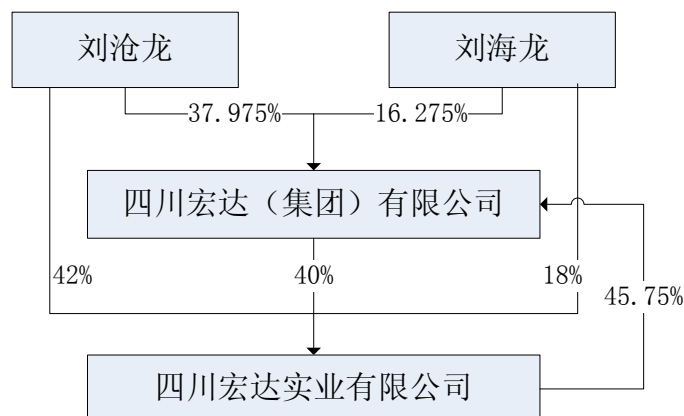 刘沧龙
刘海龙
37.975%
16.275%
四川宏达（集团）有限公司
42%
40%
18%
45.75%
四川宏达实业有限公司